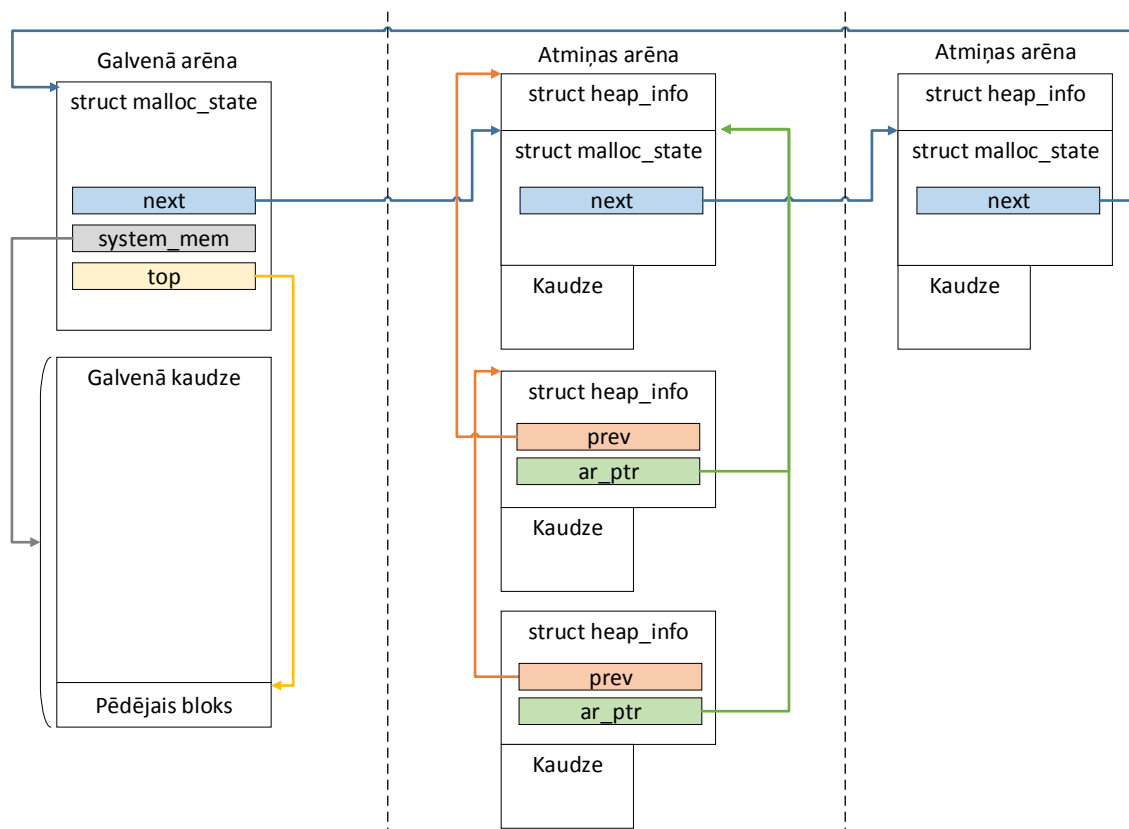 Galvenā arēna
struct malloc_state
next
system_mem
top
Galvenā kaudze
Pēdējais bloks
Atmiņas arēna
struct heap_info
struct malloc_state
next
Kaudze
struct heap_info
prev
ar_ptr
Kaudze
struct heap_info
prev
ar_ptr
Kaudze
Atmiņas arēna
struct heap_info
struct malloc_state
next
Kaudze